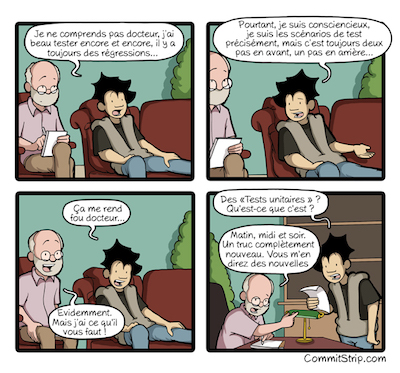 Je ne comprends pas docteur, j'ai
beau tester encore et encore, il y a
toujours des régressions...
Pourtant, je suis consciencieux,
je suis les scénarios de test
précisément, mais c'est toujours deux
pas en avant, un pas en arrière...
Ça me rend
fou docteur...
Evidemment.
Mais j'ai ce qu'il
vous faut !
Des «Tests unitaires » ?
Qu'est-ce que c'est ?
Matin, midi et soir.
Un truc complètement
nouveau. Vous m'en
direz des nouvelles
CommitStrip.com